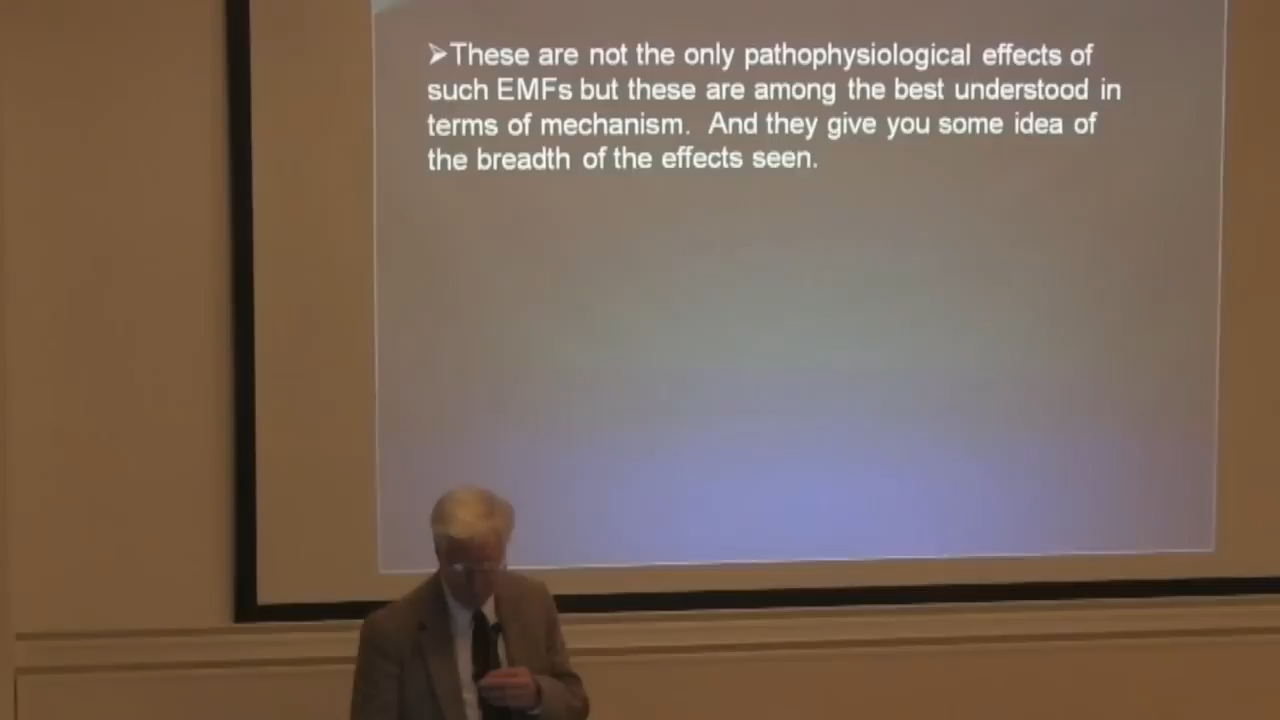 ➢These are not the only pathophysiological effects of
such EMFs but these are among the best understood in
terms of mechanism. And they give you some idea of
the breadth of the effects seen.